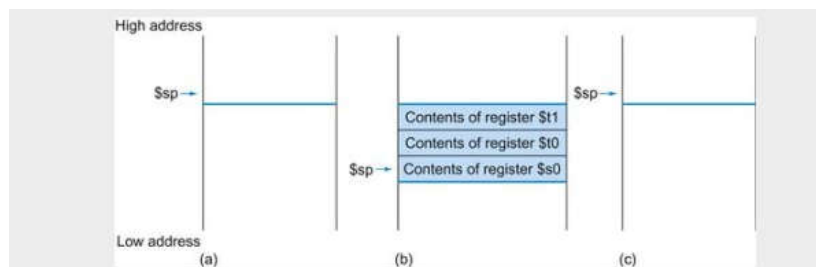 High address
$sp
$sp
Contents of register $t1
Contents of register $t0
$sp
Contents of register $s0
Low address
(a)
(b)
(c)